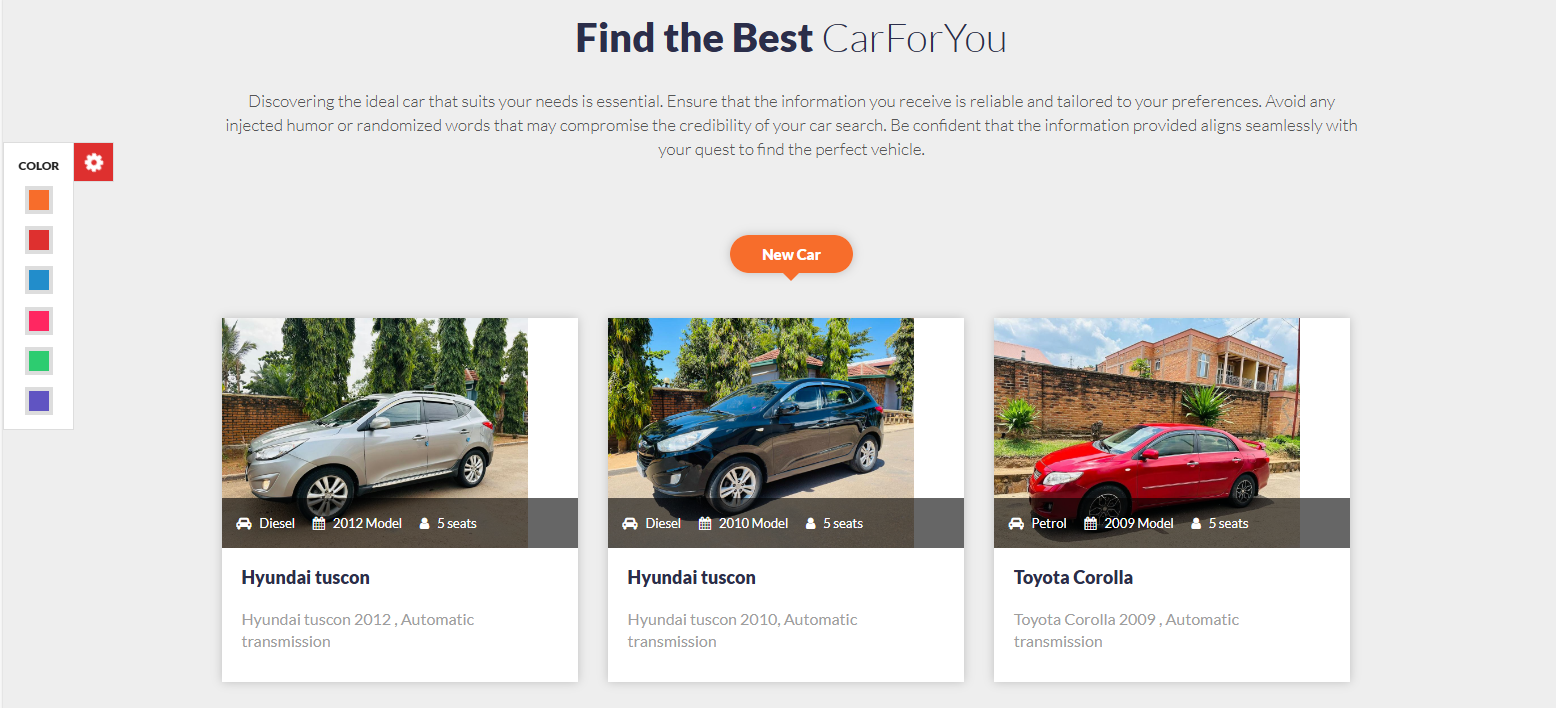 Find the Best CarForYou
Discovering the ideal car that suits your needs is essential. Ensure that the information you receive is reliable and tailored to your preferences. Avoid any
injected humor or randomized words that may compromise the credibility of your car search. Be confident that the information provided aligns seamlessly with
your quest to find the perfect vehicle.
COLOR
New Car
Diesel 2012 Model 5 seats
Hyundai tuscon
Hyundai tuscon 2012 , Automatic
transmission
Diesel 2010 Model 5 seats
Hyundai tuscon
Hyundai tuscon 2010, Automatic
transmission
Petrol 2009 Model 5 seats
Toyota Corolla
Toyota Corolla 2009 , Automatic
transmission